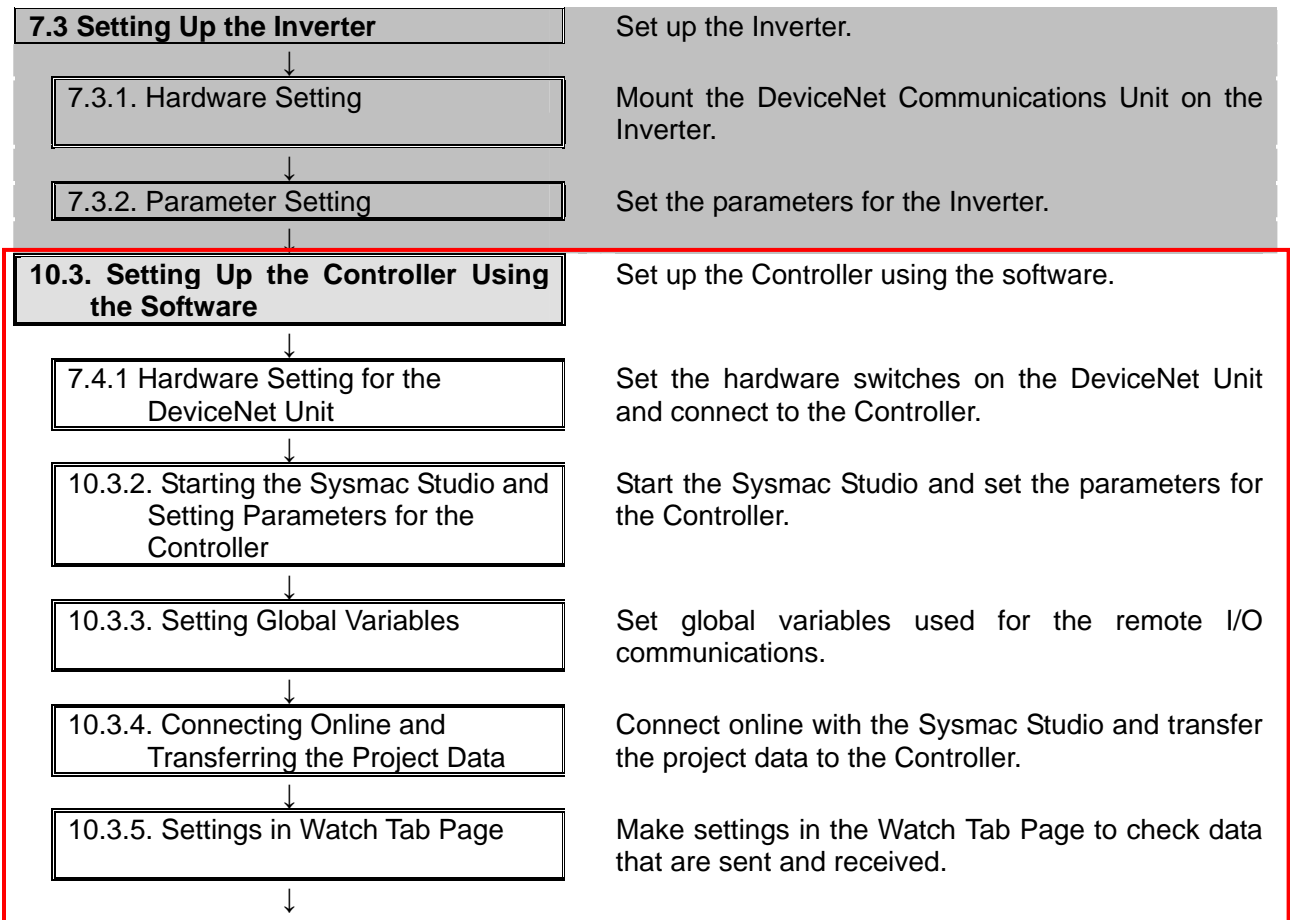 7.3 Setting Up the Inverter
Set up the Inverter.
↓
7.3.1. Hardware Setting
Mount the DeviceNet Communications Unit on the
Inverter.
↓
7.3.2. Parameter Setting
Set the parameters for the Inverter.
↓
10.3. Setting Up the Controller Using
the Software
Set up the Controller using the software.
↓
7.4.1 Hardware Setting for the
DeviceNet Unit
Set the hardware switches on the DeviceNet Unit
and connect to the Controller.
↓
10.3.2. Starting the Sysmac Studio and
Setting Parameters for the
Controller
Start the Sysmac Studio and set the parameters for
the Controller.
↓
10.3.3. Setting Global Variables
Set global variables used for the remote I/O
communications.
↓
10.3.4. Connecting Online and
Transferring the Project Data
Connect online with the Sysmac Studio and transfer
the project data to the Controller.
↓
10.3.5. Settings in Watch Tab Page
Make settings in the Watch Tab Page to check data
that are sent and received.
↓